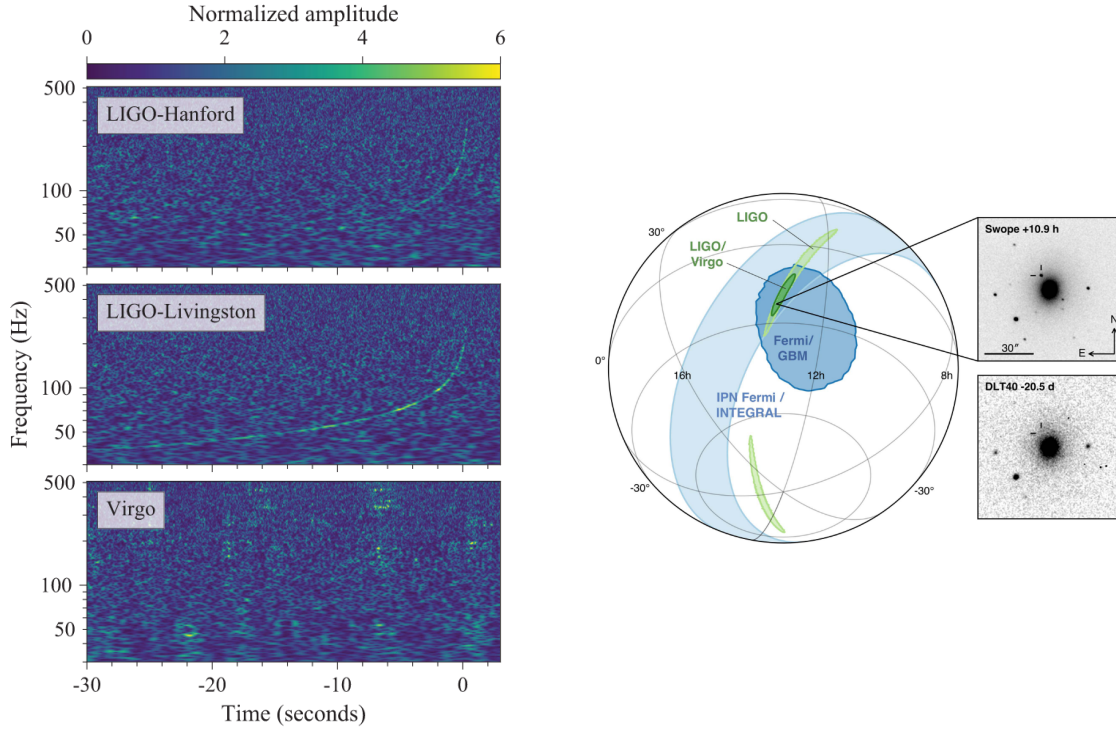 Normalized amplitude
0 2 4 6
500
LIGO-Hanford
100
50
Frequency (Hz)
500
LIGO-Livingston
100
50
500
Virgo
100
50
-30 -20 -10 0
Time (seconds)
LIGO
30°
LIGO/
Virgo
Fermi/
GBM
0°
16h 12h 8h
IPN Fermi /
INTEGRAL
-30° -30°
Swope +10.9 h
N
30"
E
DLT40 -20.5 d